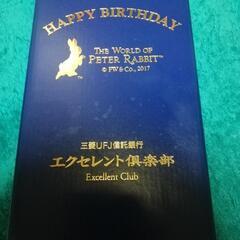 HAPPY BIRTHDAY
THE WORLD OF
PETER RABBIT™
© FW & Co., 2017
三菱UFJ信託銀行
エクセレント倶楽部
Excellent Club